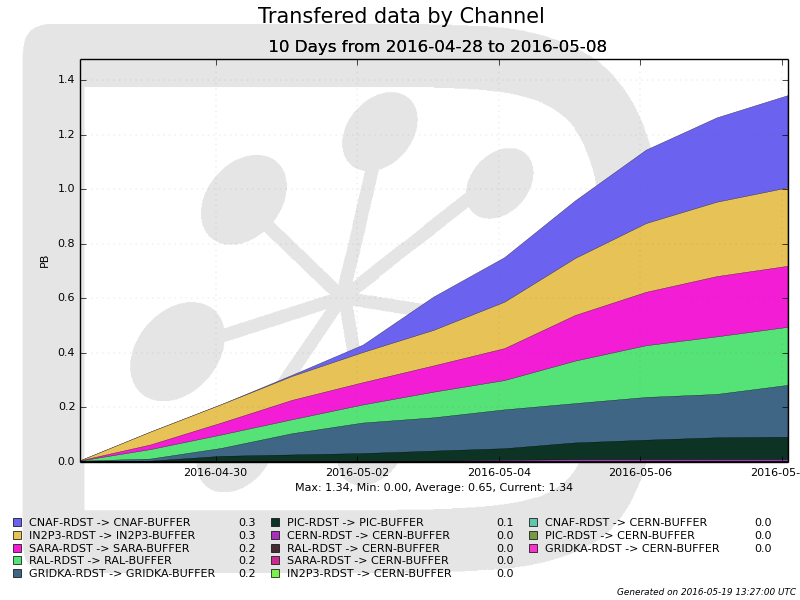 Transfered data by Channel
10 Days from 2016-04-28 to 2016-05-08
1.4
1.2
1.0
0.8
0.6
0.4
0.2
0.0
PB
2016-04-30 2016-05-02 2016-05-04 2016-05-06 2016-05-
Max: 1.34, Min: 0.00, Average: 0.65, Current: 1.34
CNAF-RDST -> CNAF-BUFFER 0.3 PIC-RDST -> PIC-BUFFER 0.1 CNAF-RDST -> CERN-BUFFER 0.0
IN2P3-RDST -> IN2P3-BUFFER 0.3 CERN-RDST -> CERN-BUFFER 0.0 PIC-RDST -> CERN-BUFFER 0.0
SARA-RDST -> SARA-BUFFER 0.2 RAL-RDST -> CERN-BUFFER 0.0 GRIDKA-RDST -> CERN-BUFFER 0.0
RAL-RDST -> RAL-BUFFER 0.2 SARA-RDST -> CERN-BUFFER 0.0
GRIDKA-RDST -> GRIDKA-BUFFER 0.2 IN2P3-RDST -> CERN-BUFFER 0.0
Generated on 2016-05-19 13:27:00 UTC